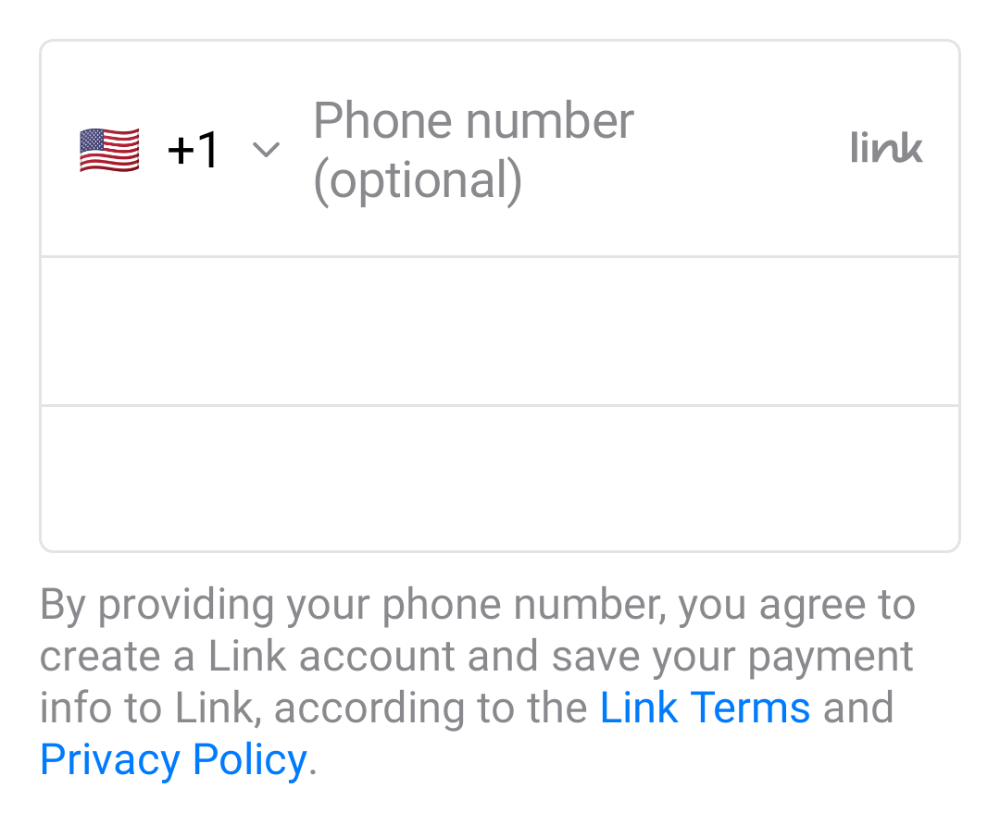 +1
Phone number
(optional)
link
By providing your phone number, you agree to
create a Link account and save your payment
info to Link, according to the Link Terms and
Privacy Policy.